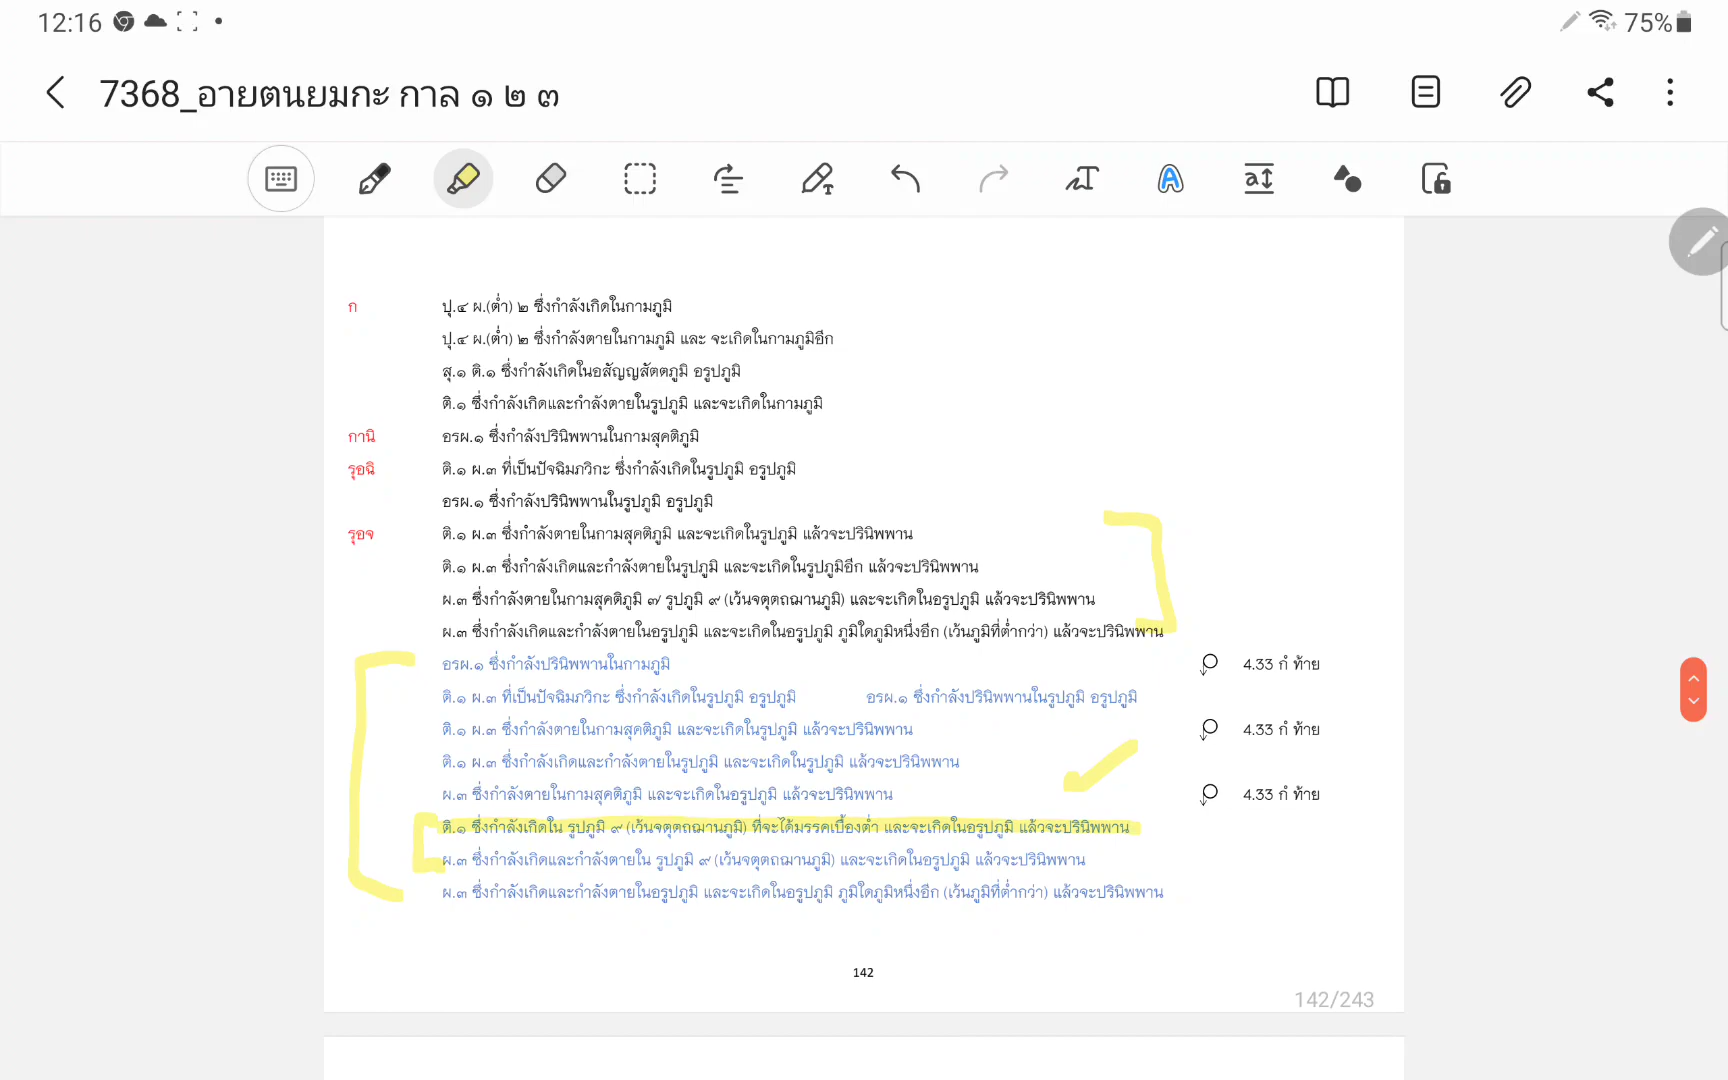 12:16
75%
7368_อายตนยมกะ กาล ๑ ๒ ๓
ก ปุ.๔ ผ.(ต่ำ) ๒ ซึ่งกำลังเกิดในกามภูมิ
ปุ.๔ ผ.(ต่ำ) ๒ ซึ่งกำลังตายในกามภูมิ และ จะเกิดในกามภูมิอีก
สุ.๑ ติ.๑ ซึ่งกำลังเกิดในอสัญญสัตตภูมิ อรูปภูมิ
ติ.๑ ซึ่งกำลังเกิดและกำลังตายในรูปภูมิ และจะเกิดในกามภูมิ
กานิ อรผ.๑ ซึ่งกำลังปรินิพพานในกามสุคติภูมิ
รุอฉิ ติ.๑ ผ.๓ ที่เป็นปัจฉิมภวิกะ ซึ่งกำลังเกิดในรูปภูมิ อรูปภูมิ
อรผ.๑ ซึ่งกำลังปรินิพพานในรูปภูมิ อรูปภูมิ
รุอจ ติ.๑ ผ.๓ ซึ่งกำลังตายในกามสุคติภูมิ และจะเกิดในรูปภูมิ แล้วจะปรินิพพาน
ติ.๑ ผ.๓ ซึ่งกำลังเกิดและกำลังตายในรูปภูมิ และจะเกิดในรูปภูมิอีก แล้วจะปรินิพพาน
ผ.๓ ซึ่งกำลังตายในกามสุคติภูมิ ๗ รูปภูมิ ๙ (เว้นจตุตถฌานภูมิ) และจะเกิดในอรูปภูมิ แล้วจะปรินิพพาน
ผ.๓ ซึ่งกำลังเกิดและกำลังตายในอรูปภูมิ และจะเกิดในอรูปภูมิ ภูมิใดภูมิหนึ่งอีก (เว้นภูมิที่ต่ำกว่า) แล้วจะปรินิพพาน
อรผ.๑ ซึ่งกำลังปรินิพพานในกามภูมิ 4.33 กํ ท้าย
ติ.๑ ผ.๓ ที่เป็นปัจฉิมภวิกะ ซึ่งกำลังเกิดในรูปภูมิ อรูปภูมิ อรผ.๑ ซึ่งกำลังปรินิพพานในรูปภูมิ อรูปภูมิ
ติ.๑ ผ.๓ ซึ่งกำลังตายในกามสุคติภูมิ และจะเกิดในรูปภูมิ แล้วจะปรินิพพาน 4.33 กํ ท้าย
ติ.๑ ผ.๓ ซึ่งกำลังเกิดและกำลังตายในรูปภูมิ และจะเกิดในรูปภูมิ แล้วจะปรินิพพาน
ผ.๓ ซึ่งกำลังตายในกามสุคติภูมิ และจะเกิดในอรูปภูมิ แล้วจะปรินิพพาน 4.33 กํ ท้าย
ติ.๑ ซึ่งกำลังเกิดใน รูปภูมิ ๙ (เว้นจตุตถฌานภูมิ) ที่จะได้มรรคเบื้องต่ำ และจะเกิดในอรูปภูมิ แล้วจะปรินิพพาน
ผ.๓ ซึ่งกำลังเกิดและกำลังตายใน รูปภูมิ ๙ (เว้นจตุตถฌานภูมิ) และจะเกิดในอรูปภูมิ แล้วจะปรินิพพาน
ผ.๓ ซึ่งกำลังเกิดและกำลังตายในอรูปภูมิ และจะเกิดในอรูปภูมิ ภูมิใดภูมิหนึ่งอีก (เว้นภูมิที่ต่ำกว่า) แล้วจะปรินิพพาน
142
142/243